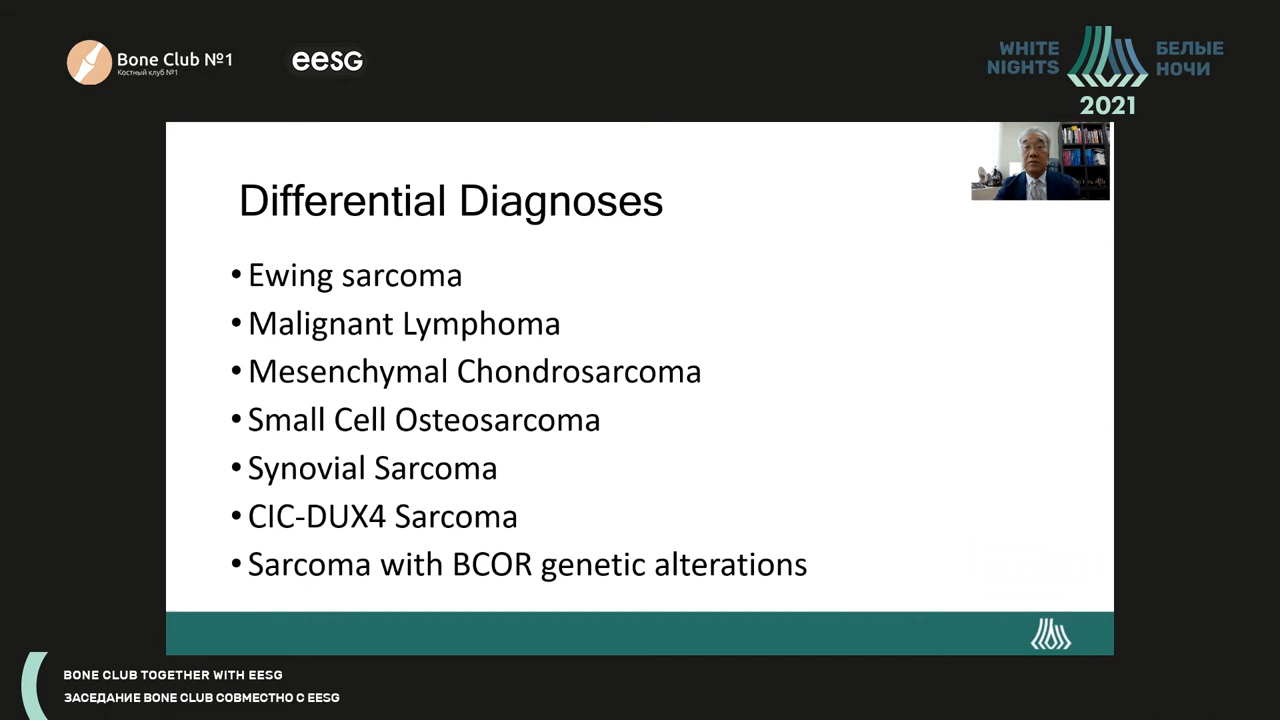 Bone Club №1
Костный клуб №1
eesg
WHITE NIGHTS
БЕЛЫЕ НОЧИ
2021
Differential Diagnoses
• Ewing sarcoma
• Malignant Lymphoma
• Mesenchymal Chondrosarcoma
• Small Cell Osteosarcoma
• Synovial Sarcoma
• CIC-DUX4 Sarcoma
• Sarcoma with BCOR genetic alterations
BONE CLUB TOGETHER WITH EESG
ЗАСЕДАНИЕ BONE CLUB СОВМЕСТНО С EESG